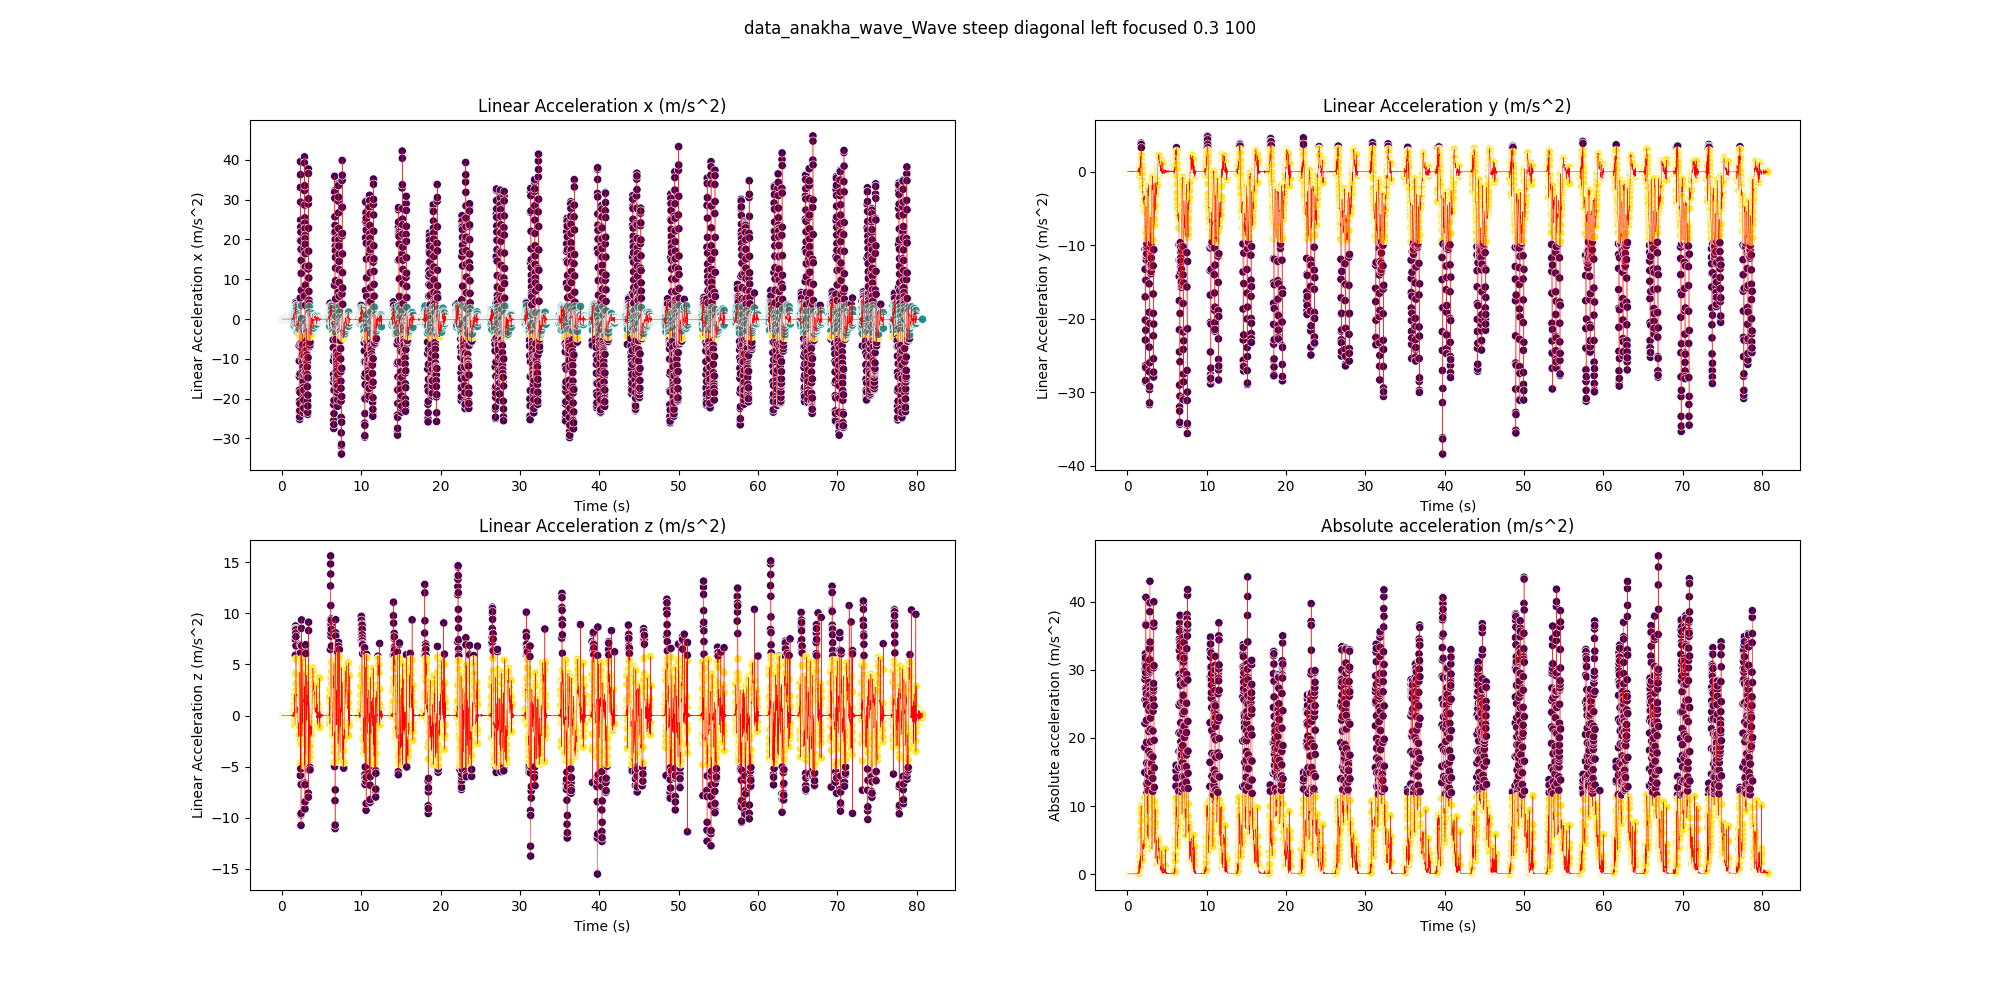 data_anakha_wave_Wave steep diagonal left focused 0.3 100
Linear Acceleration x (m/s^2)
Linear Acceleration x (m/s^2)
40
30
20
10
0
−10
−20
−30
0 10 20 30 40 50 60 70 80
Time (s)
Linear Acceleration y (m/s^2)
Linear Acceleration y (m/s^2)
0
−10
−20
−30
−40
0 10 20 30 40 50 60 70 80
Time (s)
Linear Acceleration z (m/s^2)
Linear Acceleration z (m/s^2)
15
10
5
0
−5
−10
−15
0 10 20 30 40 50 60 70 80
Time (s)
Absolute acceleration (m/s^2)
Absolute acceleration (m/s^2)
40
30
20
10
0
0 10 20 30 40 50 60 70 80
Time (s)